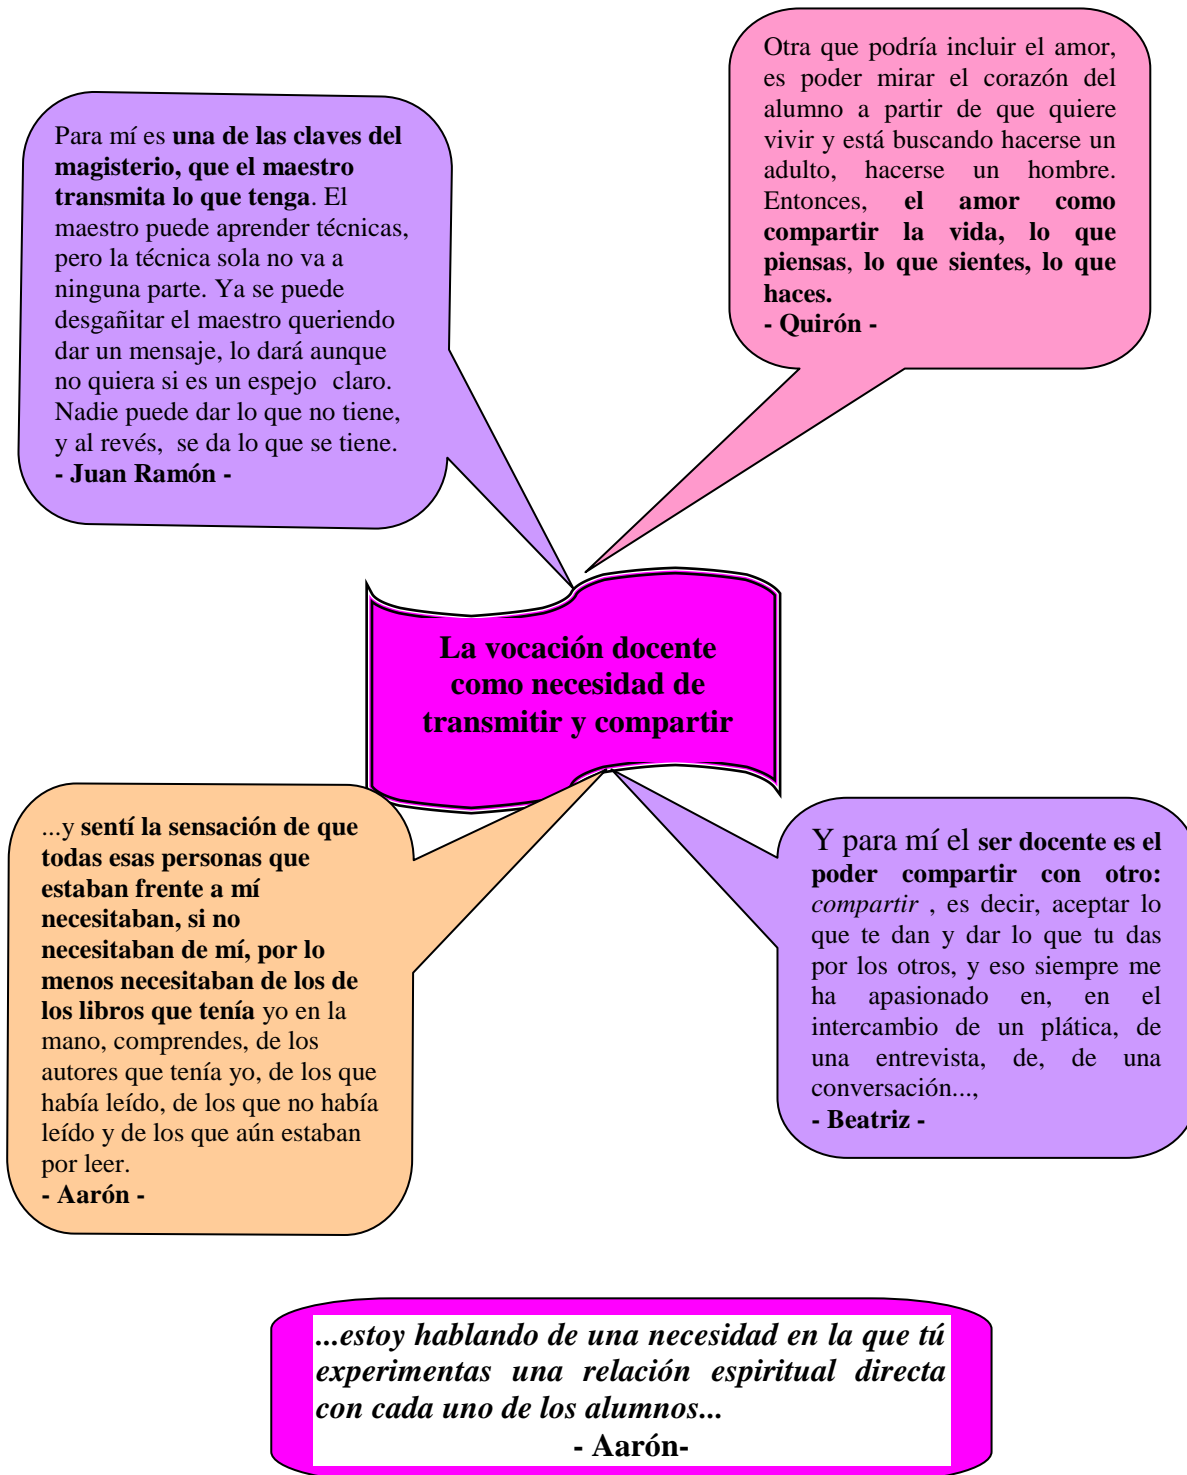 Para mí es una de las claves del
magisterio, que el maestro
transmita lo que tenga. El
maestro puede aprender técnicas,
pero la técnica sola no va a
ninguna parte. Ya se puede
desgañitar el maestro queriendo
dar un mensaje, lo dará aunque
no quiera si es un espejo claro.
Nadie puede dar lo que no tiene,
y al revés, se da lo que se tiene.
- Juan Ramón -
Otra que podría incluir el amor,
es poder mirar el corazón del
alumno a partir de que quiere
vivir y está buscando hacerse un
adulto, hacerse un hombre.
Entonces, el amor como
compartir la vida, lo que
piensas, lo que sientes, lo que
haces.
- Quirón -
La vocación docente
como necesidad de
transmitir y compartir
...y sentí la sensación de que
todas esas personas que
estaban frente a mí
necesitaban, si no
necesitaban de mí, por lo
menos necesitaban de los de
los libros que tenía yo en la
mano, comprendes, de los
autores que tenía yo, de los que
había leído, de los que no había
leído y de los que aún estaban
por leer.
- Aarón -
Y para mí el ser docente es el
poder compartir con otro:
compartir , es decir, aceptar lo
que te dan y dar lo que tu das
por los otros, y eso siempre me
ha apasionado en, en el
intercambio de un plática, de
una entrevista, de, de una
conversación...,
- Beatriz -
...estoy hablando de una necesidad en la que tú
experimentas una relación espiritual directa
con cada uno de los alumnos...
- Aarón-